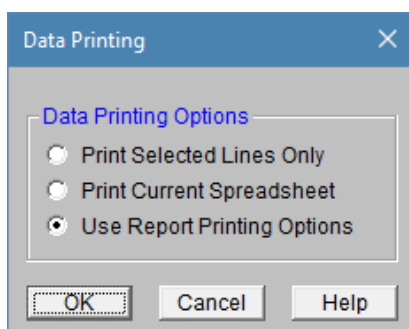 Data Printing
Data Printing Options
Print Selected Lines Only
Print Current Spreadsheet
Use Report Printing Options
OK Cancel Help